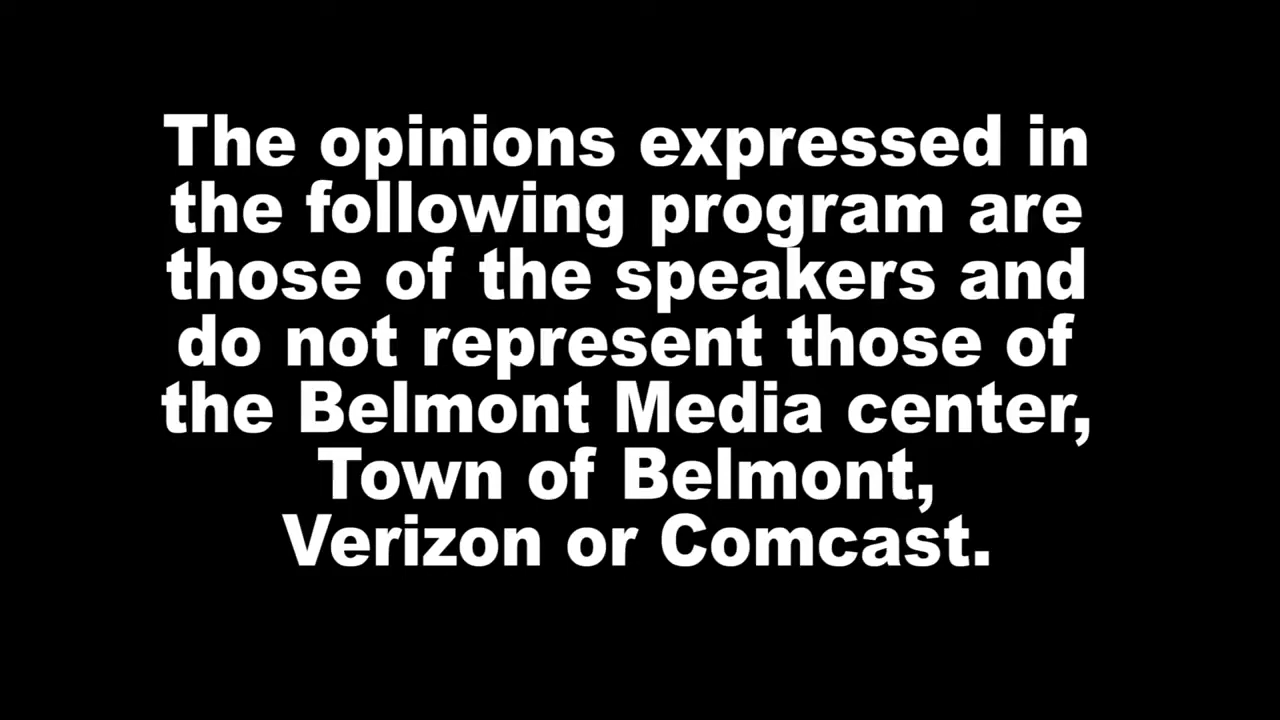 The opinions expressed in
the following program are
those of the speakers and
do not represent those of
the Belmont Media center,
Town of Belmont,
Verizon or Comcast.